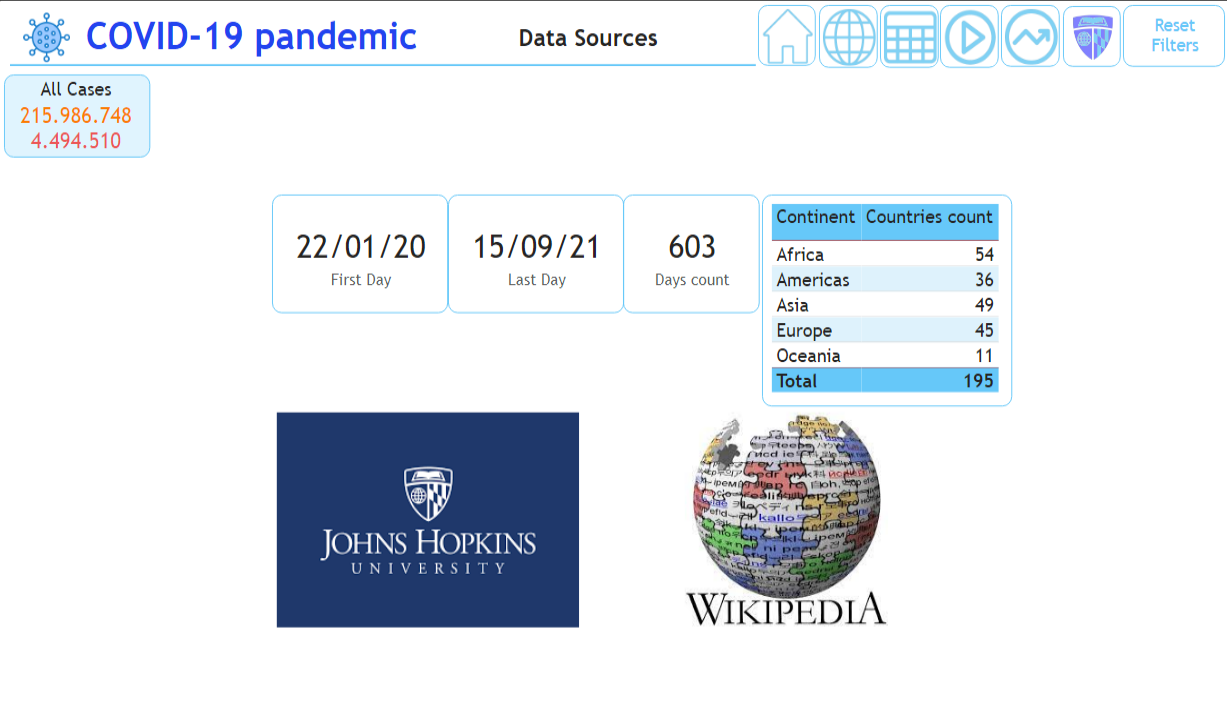 COVID-19 pandemic
Data Sources
Reset
Filters
All Cases
215.986.748
4.494.510
22/01/20
First Day
15/09/21
Last Day
603
Days count
Continent Countries count
Africa 54
Americas 36
Asia 49
Europe 45
Oceania 11
Total 195
JOHNS HOPKINS
UNIVERSITY
kallo
WIKIPEDIA